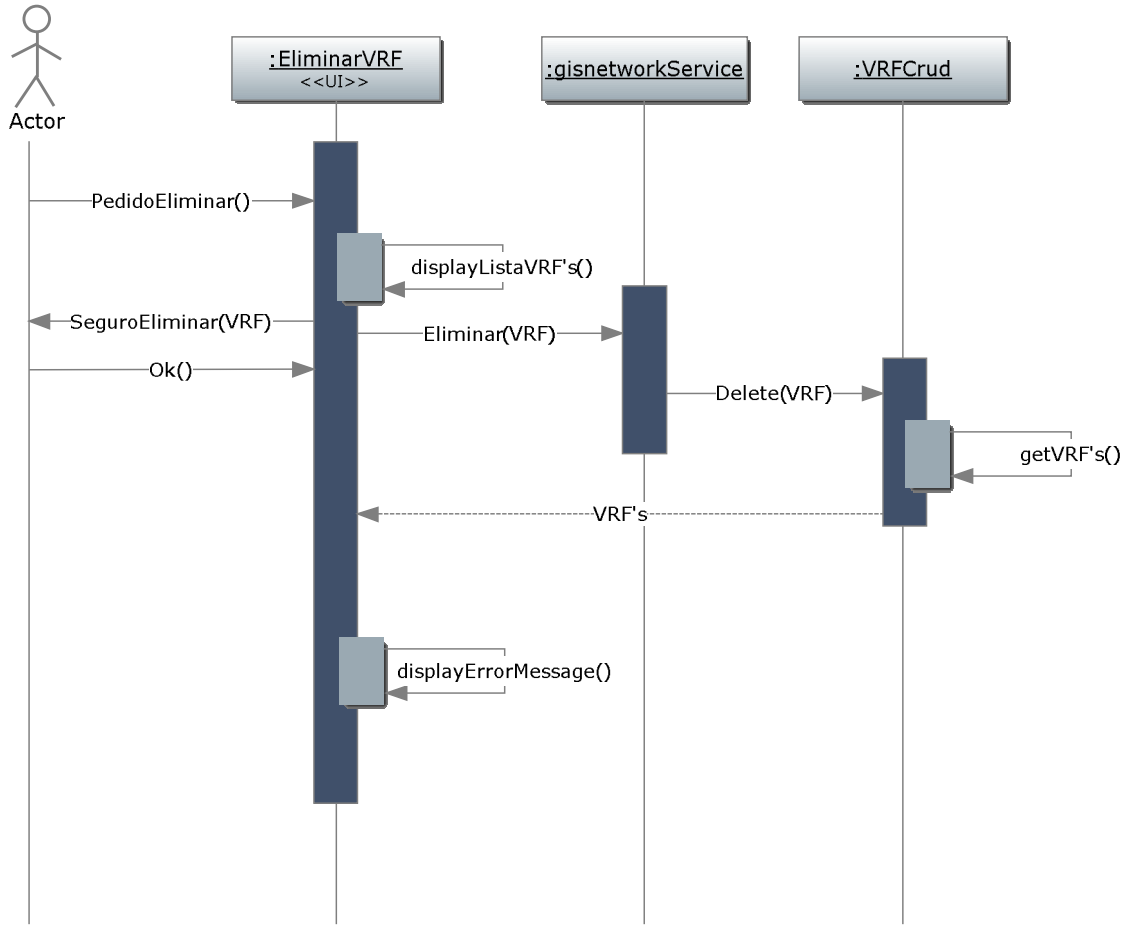 Actor
:EliminarVRF
<<UI>>
:gisnetworkService
:VRFCrud
PedidoEliminar()
displayListaVRF's()
SeguroEliminar(VRF)
Eliminar(VRF)
Ok()
Delete(VRF)
getVRF's()
VRF's
displayErrorMessage()